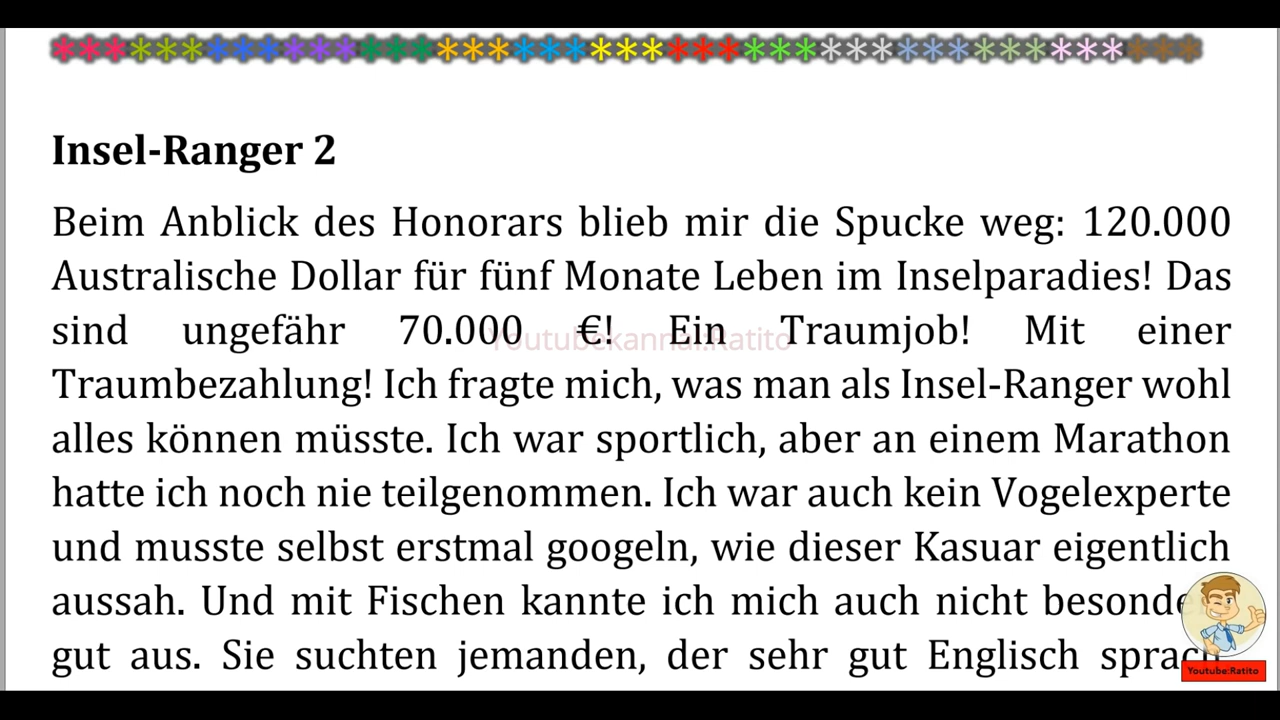 ******************************************
Insel-Ranger 2
Beim Anblick des Honorars blieb mir die Spucke weg: 120.000
Australische Dollar für fünf Monate Leben im Inselparadies! Das
sind ungefähr 70.000 €! Ein Traumjob! Mit einer
Youtubekannal:Ratito
Traumbezahlung! Ich fragte mich, was man als Insel-Ranger wohl
alles können müsste. Ich war sportlich, aber an einem Marathon
hatte ich noch nie teilgenommen. Ich war auch kein Vogelexperte
und musste selbst erstmal googeln, wie dieser Kasuar eigentlich
aussah. Und mit Fischen kannte ich mich auch nicht besonders
gut aus. Sie suchten jemanden, der sehr gut Englisch sprach
Youtube:Ratito